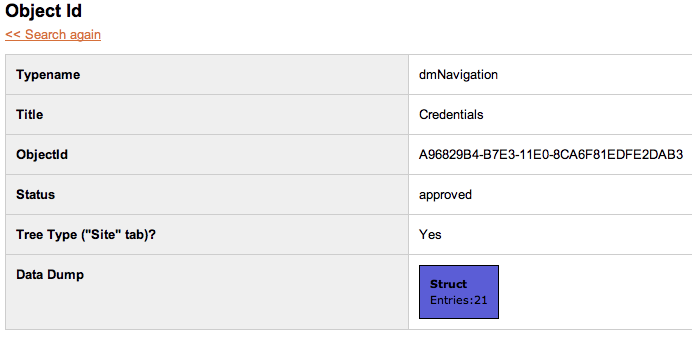 Object Id
<< Search again
Typename dmNavigation
Title Credentials
ObjectId A96829B4-B7E3-11E0-8CA6F81EDFE2DAB3
Status approved
Tree Type ("Site" tab)? Yes
Data Dump Struct
Entries:21